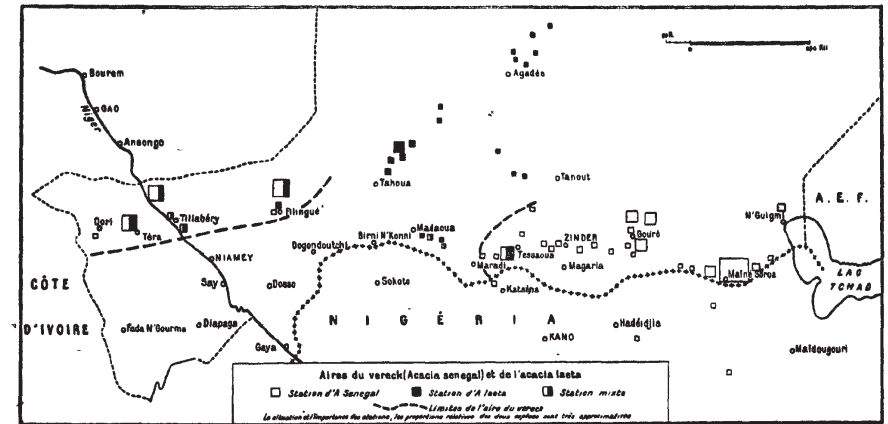 Bourem
GAO
Niger
Ansongo
Agadès
Tahoua
Tanout
A. E. F.
N'Guigmi
Dori
Téra
Tillabéry
Filingué
Madaoua
Birni N'Konni
Dogondoutchi
ZINDER
Gouré
Tessaoua
Maradi
Magaria
NIAMEY
Say
Dosso
Sokoto
Katsina
Maïné Soroa
LAC
TCHAD
CÔTE
D'IVOIRE
Fada N'Gourma
Diapaga
Gaya
NIGÉRIA
KANO
Hadéidjia
Maïdougouri
Aires du vereck (Acacia senegal) et de l'acacia laeta
Station d'A Senegal
Station d'A laeta
Station mixte
Limites de l'aire du vereck
La situation et l'importance des stations, les proportions relatives des deux espèces sont très approximatives